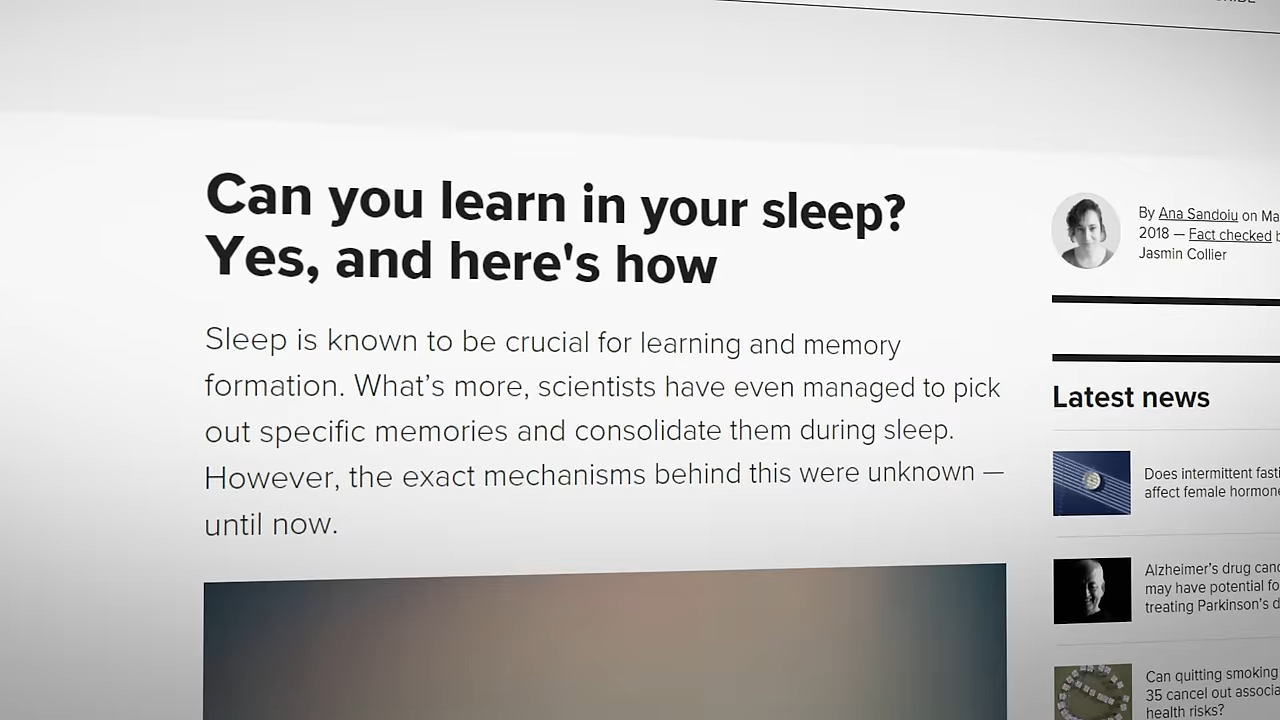 Can you learn in your sleep?
Yes, and here's how
Sleep is known to be crucial for learning and memory
formation. What’s more, scientists have even managed to pick
out specific memories and consolidate them during sleep.
However, the exact mechanisms behind this were unknown —
until now.
By Ana Sandoiu on
2018 — Fact checked
Jasmin Collier
Latest news
Does intermittent
affect female
Alzheimer’s drug
may have potential
treating Parkinson’s
Can quitting smoking
35 cancel out
health risks?